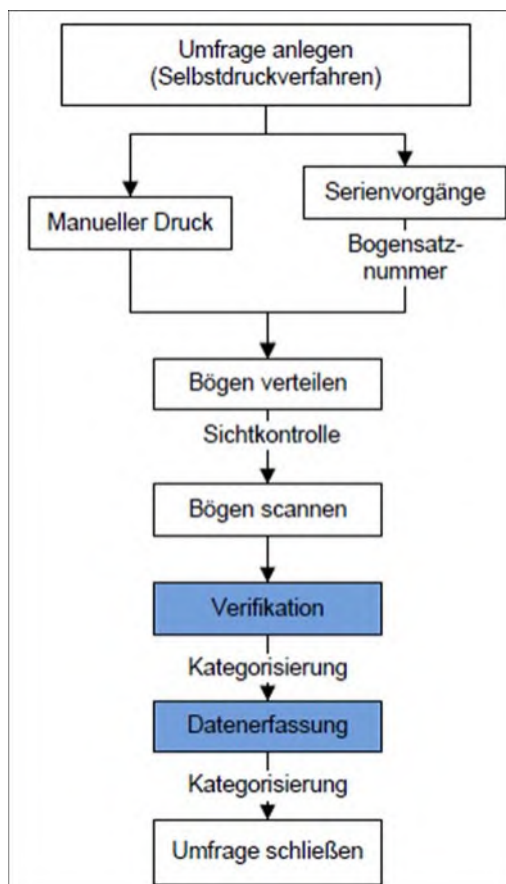 Umfrage anlegen
(Selbstdruckverfahren)
Serienvorgänge
Manueller Druck
Bogensatz-
nummer
Bögen verteilen
Sichtkontrolle
Bögen scannen
Verifikation
Kategorisierung
Datenerfassung
Kategorisierung
Umfrage schließen